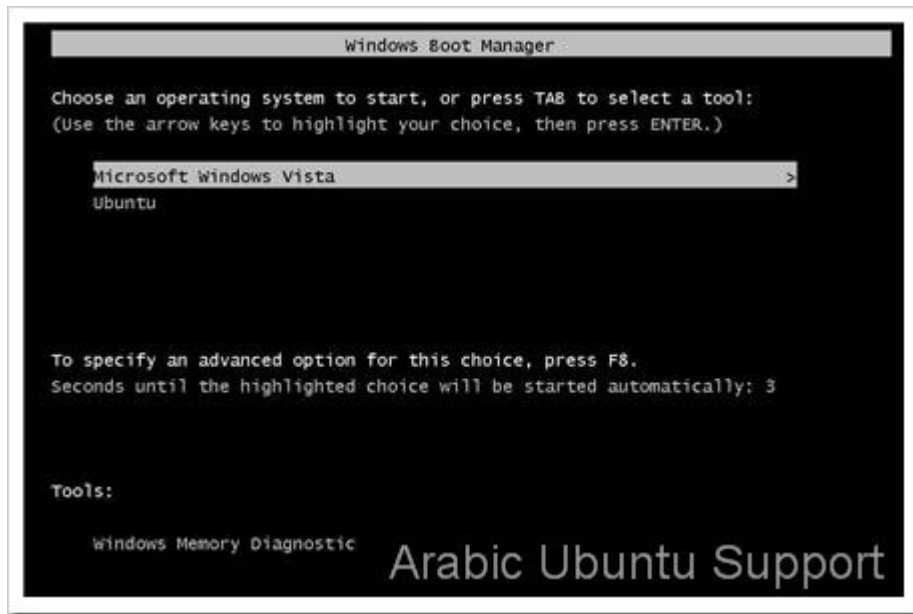 Windows Boot Manager
Choose an operating system to start, or press TAB to select a tool:
(Use the arrow keys to highlight your choice, then press ENTER.)
Microsoft Windows Vista >
Ubuntu
To specify an advanced option for this choice, press F8.
Seconds until the highlighted choice will be started automatically: 3
Tools:
Windows Memory Diagnostic
Arabic Ubuntu Support